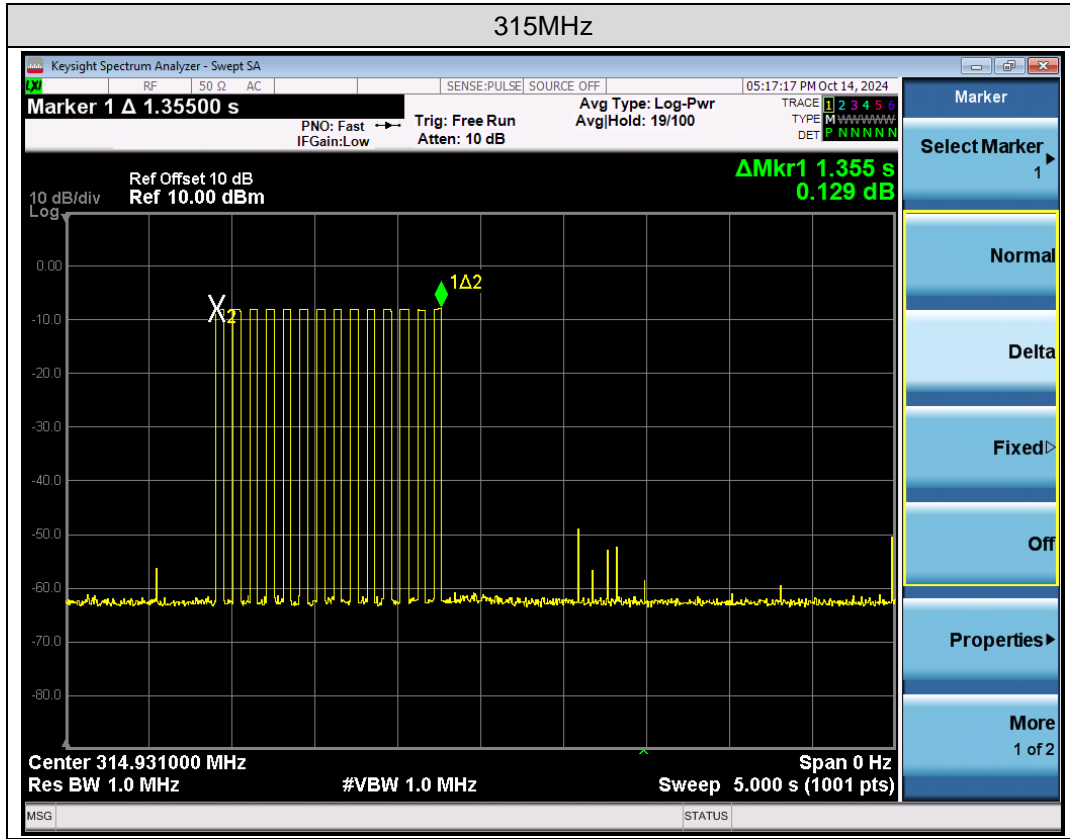 315MHz
Keysight Spectrum Analyzer - Swept SA
LXI RF 50 Ω AC SENSE:PULSE SOURCE OFF 05:17:17 PM Oct 14, 2024
Marker 1 Δ 1.35500 s
PNO: Fast
IFGain:Low
Trig: Free Run
Atten: 10 dB
Avg Type: Log-Pwr
Avg|Hold: 19/100
TRACE 1 2 3 4 5 6
TYPE M WWWWW
DET P N N N N N
ΔMkr1 1.355 s
0.129 dB
10 dB/div
Log
Ref Offset 10 dB
Ref 10.00 dBm
0.00
-10.0
-20.0
-30.0
-40.0
-50.0
-60.0
-70.0
-80.0
X2
1Δ2
Center 314.931000 MHz
Span 0 Hz
Res BW 1.0 MHz
#VBW 1.0 MHz
Sweep 5.000 s (1001 pts)
MSG
STATUS
Marker
Select Marker
1
Normal
Delta
Fixed
Off
Properties
More
1 of 2